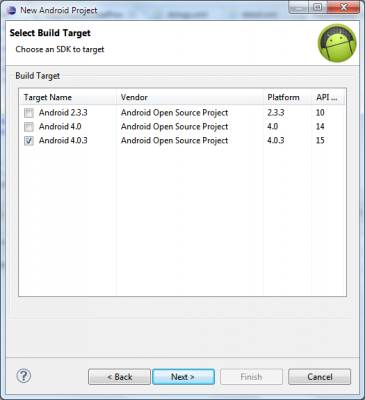 New Android Project
Select Build Target
Choose an SDK to target
Build Target
Target Name Vendor Platform API ...
Android 2.3.3 Android Open Source Project 2.3.3 10
Android 4.0 Android Open Source Project 4.0 14
Android 4.0.3 Android Open Source Project 4.0.3 15
?
< Back Next > Finish Cancel